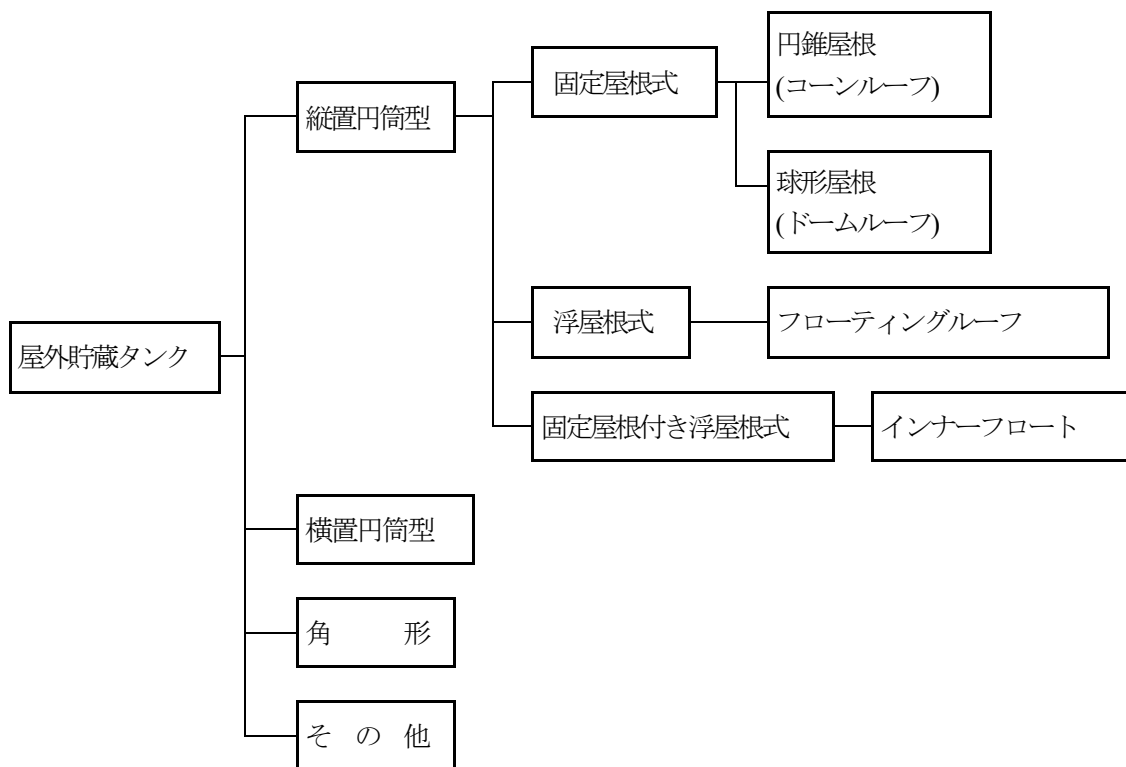 円錐屋根
(コーンルーフ)
固定屋根式
縦置円筒型
球形屋根
(ドームルーフ)
浮屋根式
フローティングルーフ
屋外貯蔵タンク
固定屋根付き浮屋根式
インナーフロート
横置円筒型
角　形
そ の 他